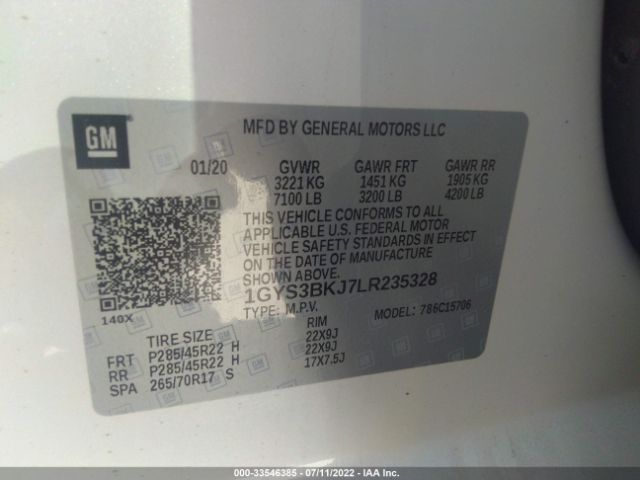 GM
MFD BY GENERAL MOTORS LLC
01/20 GVWR GAWR FRT GAWR RR
3221 KG 1451 KG 1905 KG
7100 LB 3200 LB 4200 LB
THIS VEHICLE CONFORMS TO ALL
APPLICABLE U.S. FEDERAL MOTOR
VEHICLE SAFETY STANDARDS IN EFFECT
ON THE DATE OF MANUFACTURE
SHOWN ABOVE.
1GYS3BKJ7LR235328
140X TYPE: M.P.V. MODEL: 786C15706
TIRE SIZE RIM
FRT P285/45R22 H 22X9J
RR P285/45R22 H 22X9J
SPA 265/70R17 S 17X7.5J
000-33546385 - 07/11/2022 - IAA Inc.